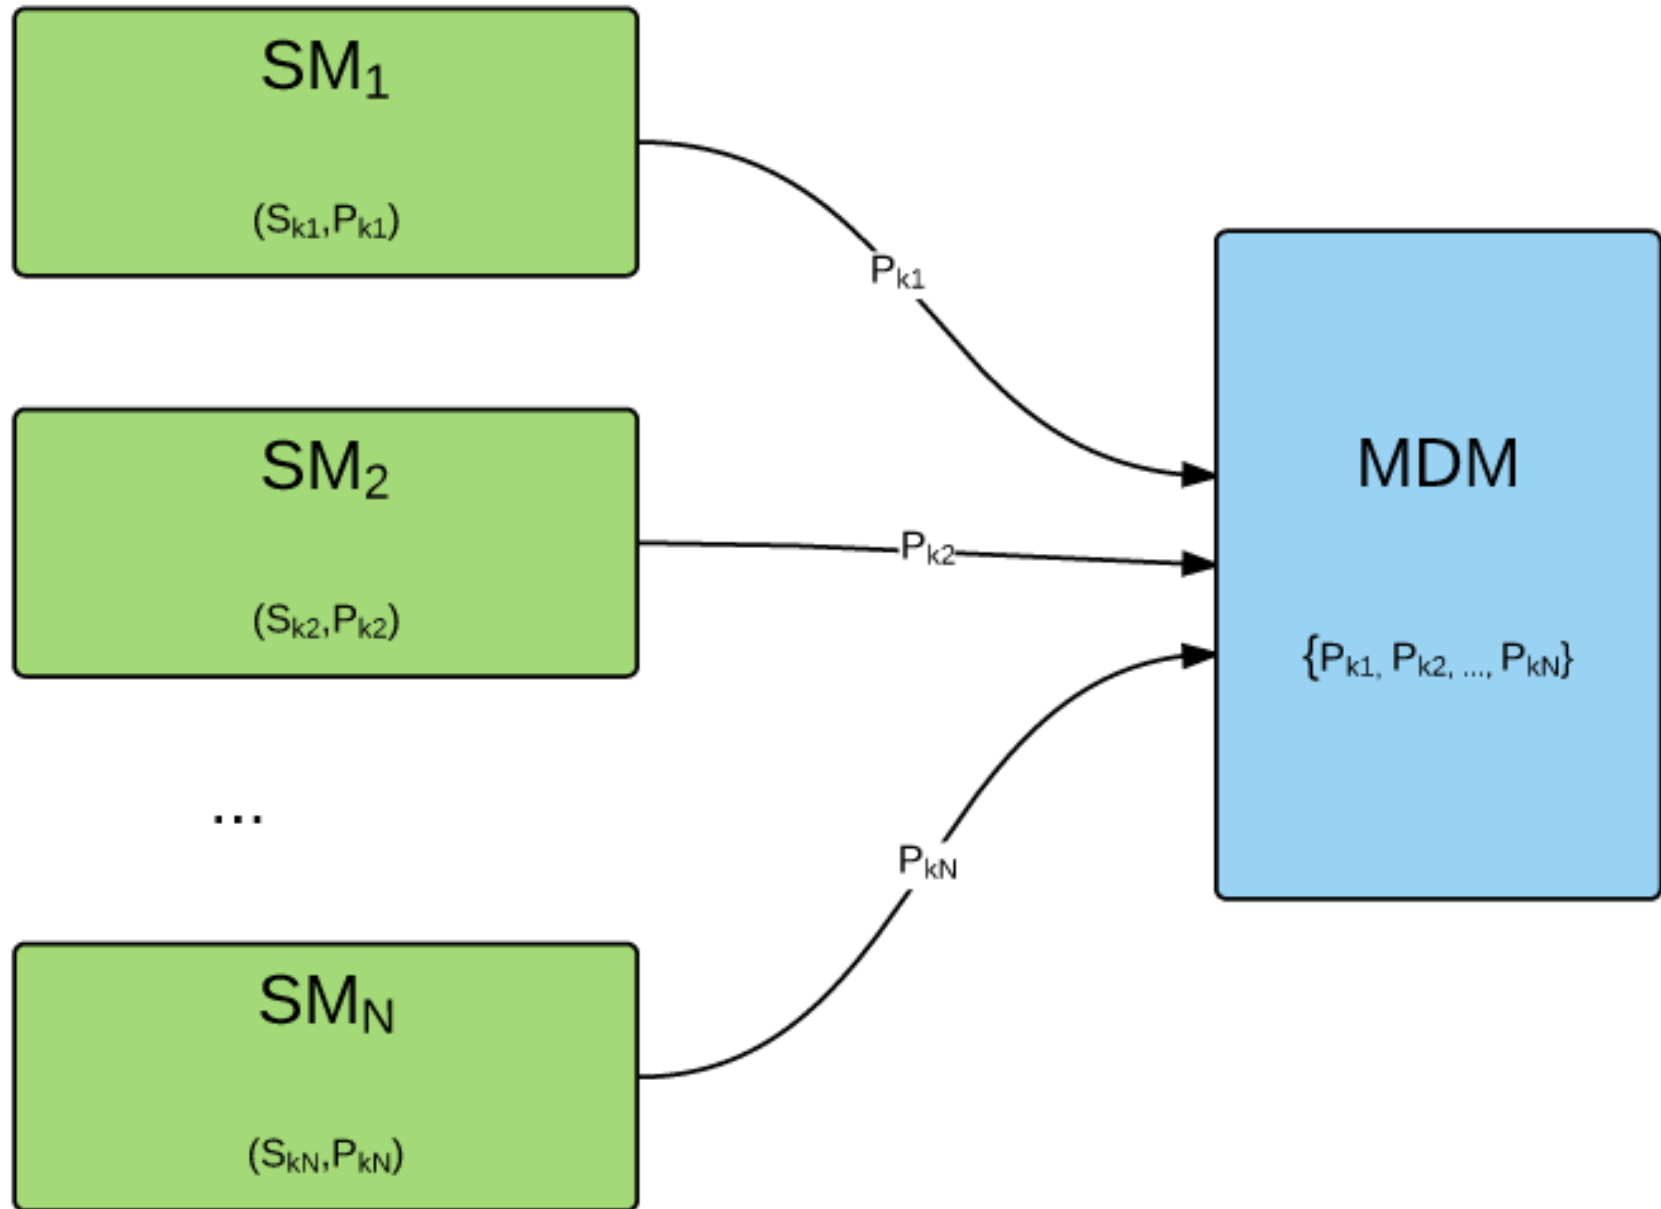 SM₁
(Sₖ₁,Pₖ₁)
Pₖ₁
SM₂
(Sₖ₂,Pₖ₂)
Pₖ₂
MDM
{Pₖ₁, Pₖ₂, ..., PₖN}
...
PₖN
SMN
(SₖN,PₖN)